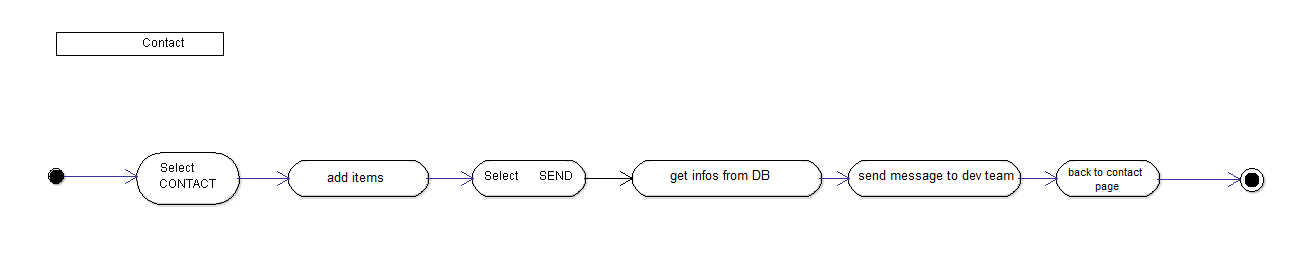 Contact
Select
CONTACT
add items
Select SEND
get infos from DB
send message to dev team
back to contact
page